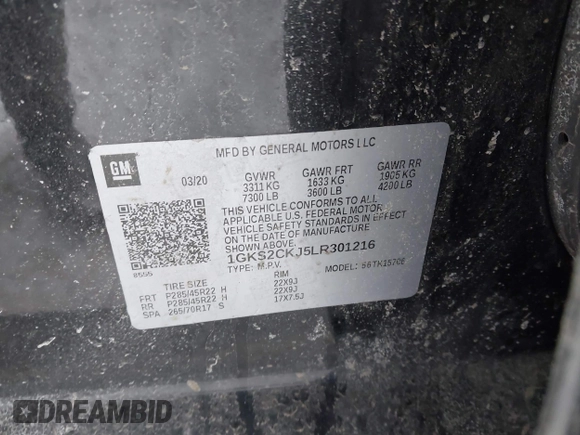 MFD BY GENERAL MOTORS LLC
GM
03/20
GVWR GAWR FRT GAWR RR
3311 KG 1633 KG 1905 KG
7300 LB 3600 LB 4200 LB
THIS VEHICLE CONFORMS TO ALL
APPLICABLE U.S. FEDERAL MOTOR
VEHICLE SAFETY STANDARDS IN EFFECT
ON THE DATE OF MANUFACTURE
SHOWN ABOVE.
1GKS2CKJ5LR301216
8555
TYPE: M.P.V. MODEL: S6TK15706
TIRE SIZE RIM
FRT P285/45R22 H 22X9J
RR P285/45R22 H 22X9J
SPA 265/70R17 S 17X7.5J
DREAMBID